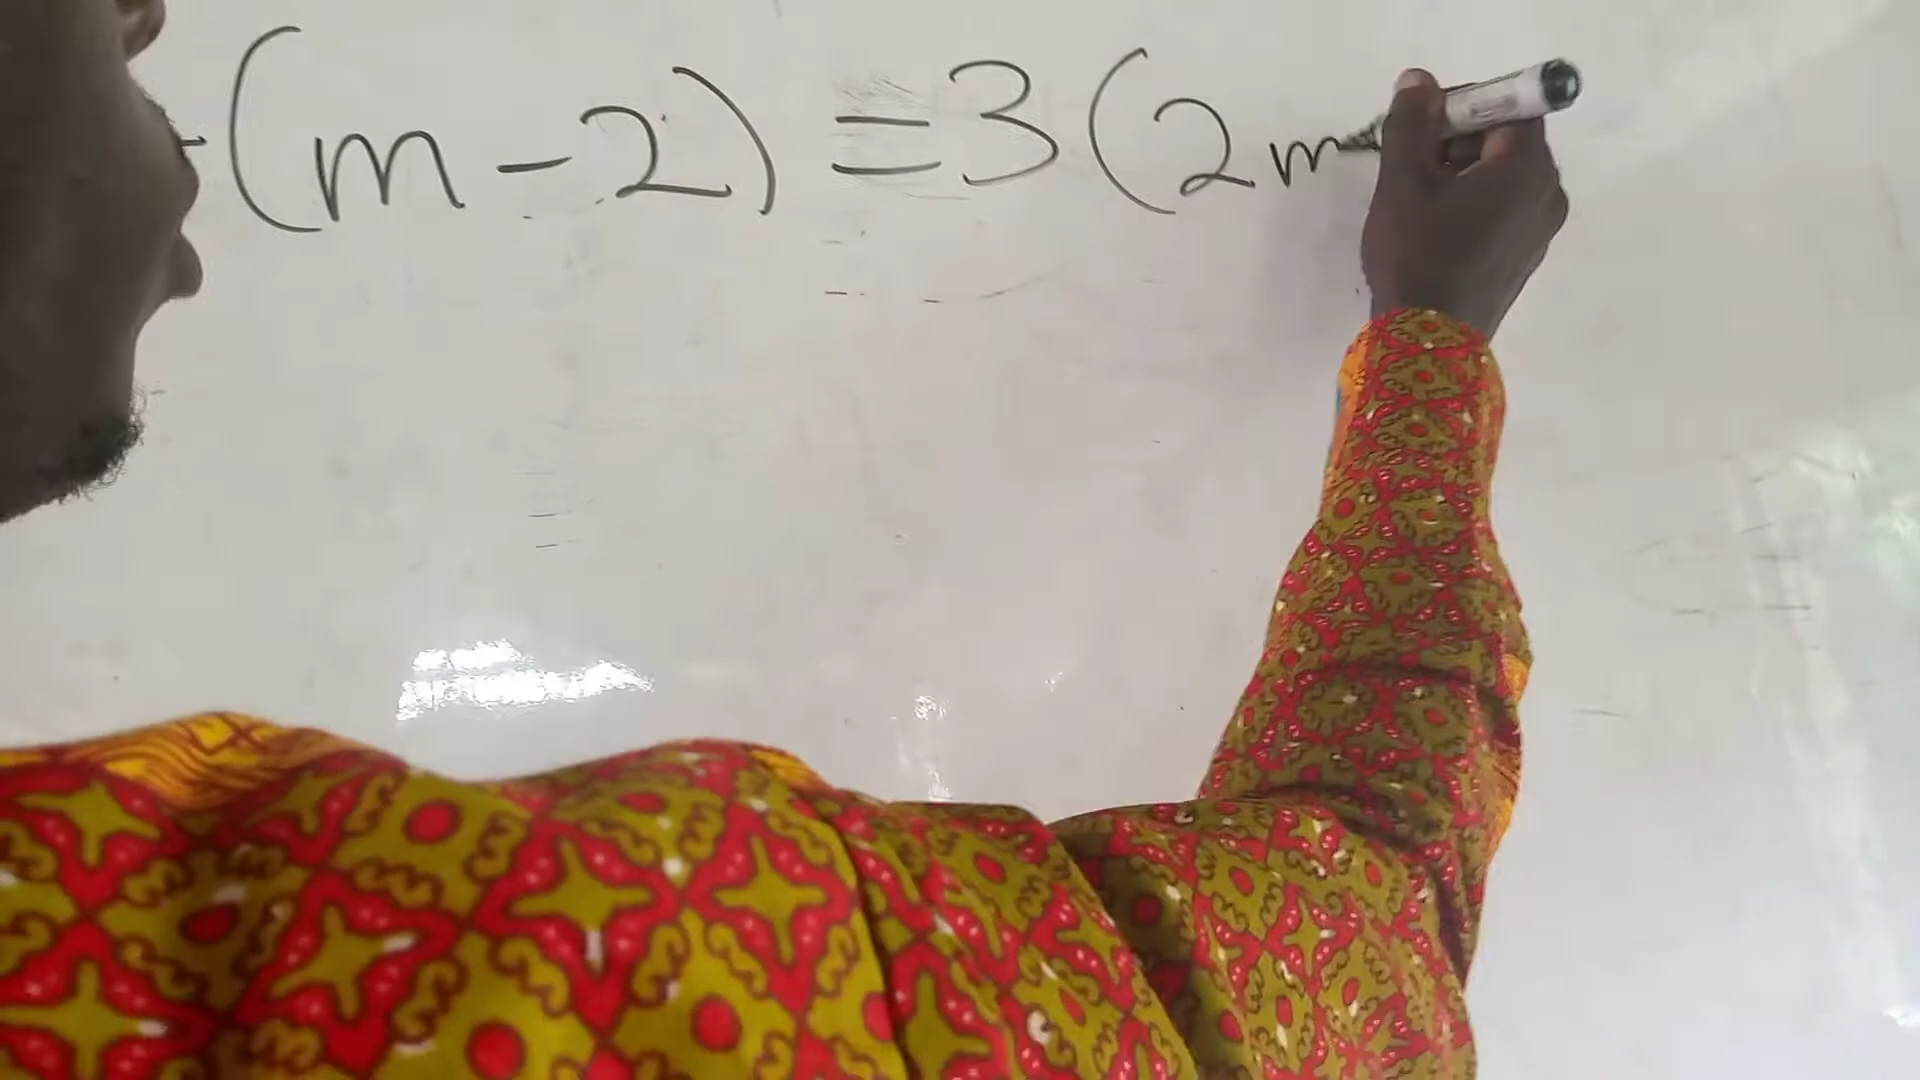 (m-2) = 3(2m